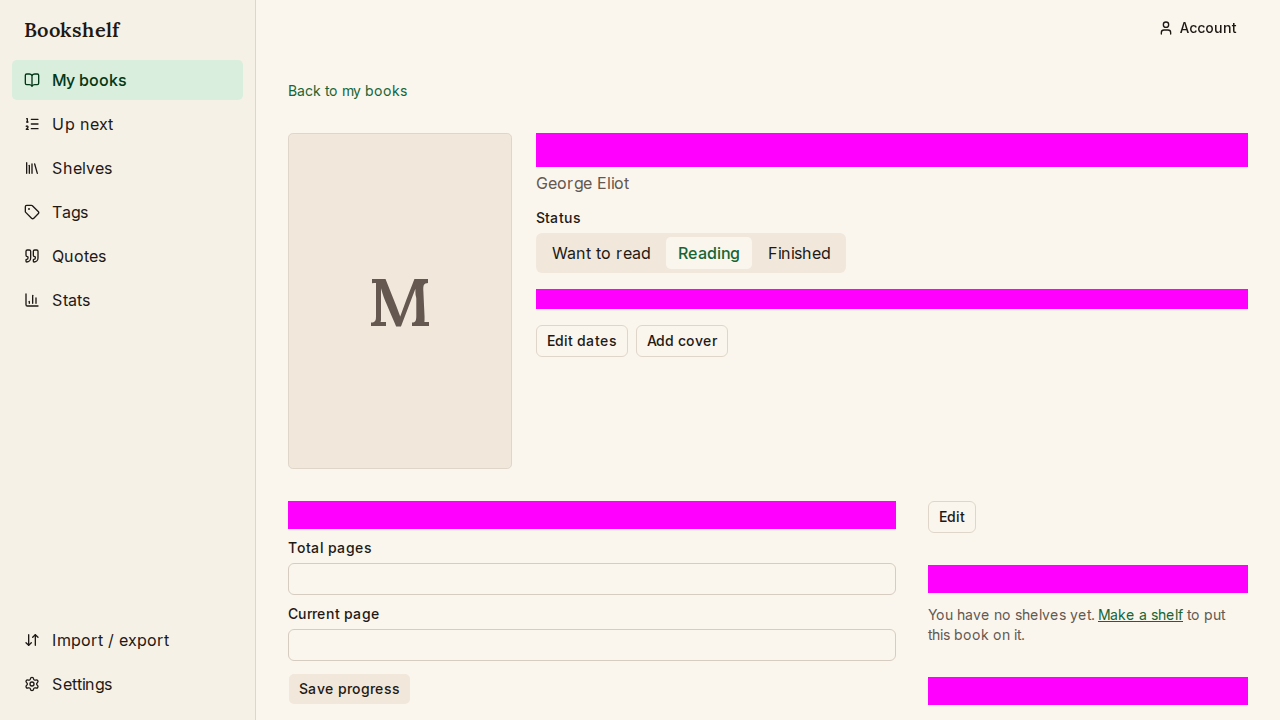 Bookshelf
Account
My books
Up next
Shelves
Tags
Quotes
Stats
Import / export
Settings
Back to my books
M
George Eliot
Status
Want to read
Reading
Finished
Edit dates
Add cover
Total pages
Current page
Save progress
Edit
You have no shelves yet. Make a shelf to put
this book on it.